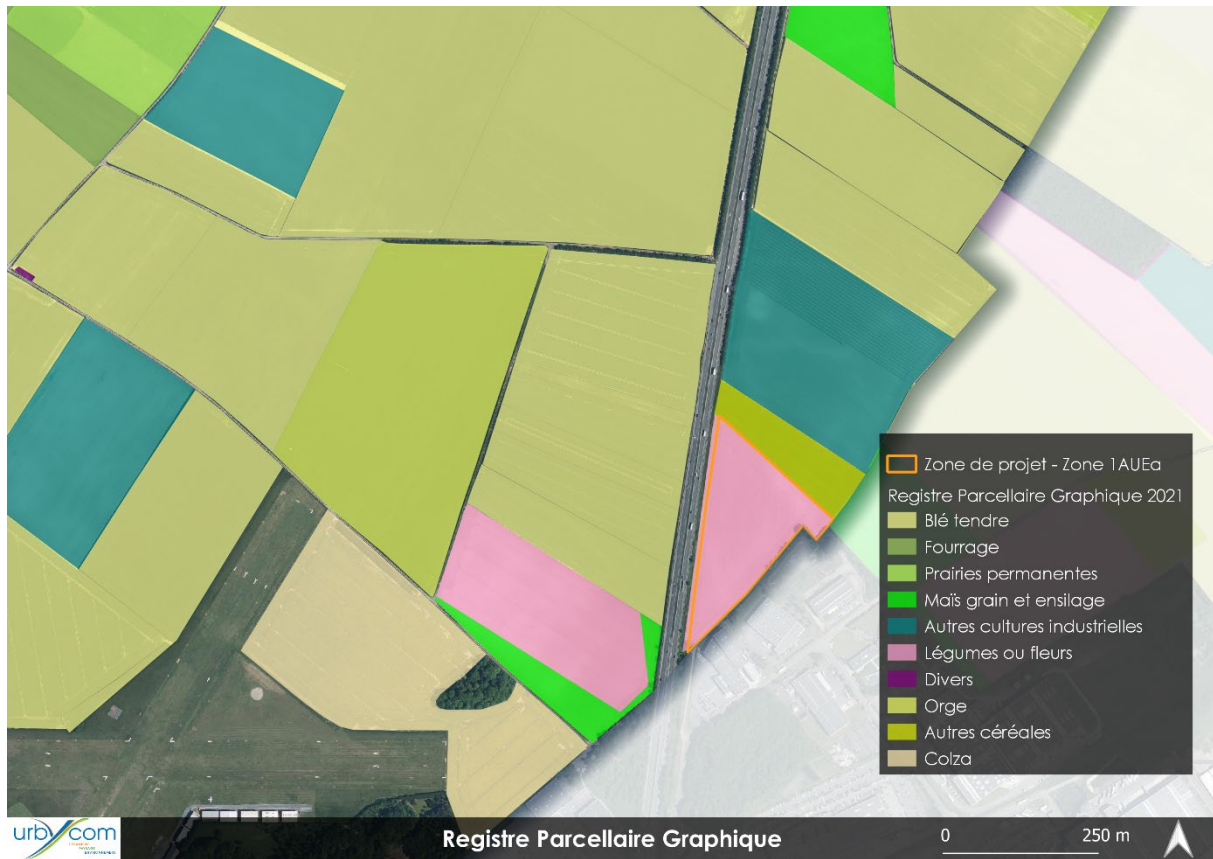 Zone de projet - Zone 1AUEa
Registre Parcellaire Graphique 2021
Blé tendre
Fourrage
Prairies permanentes
Maïs grain et ensilage
Autres cultures industrielles
Légumes ou fleurs
Divers
Orge
Autres céréales
Colza
urbycom
Registre Parcellaire Graphique
0 250 m